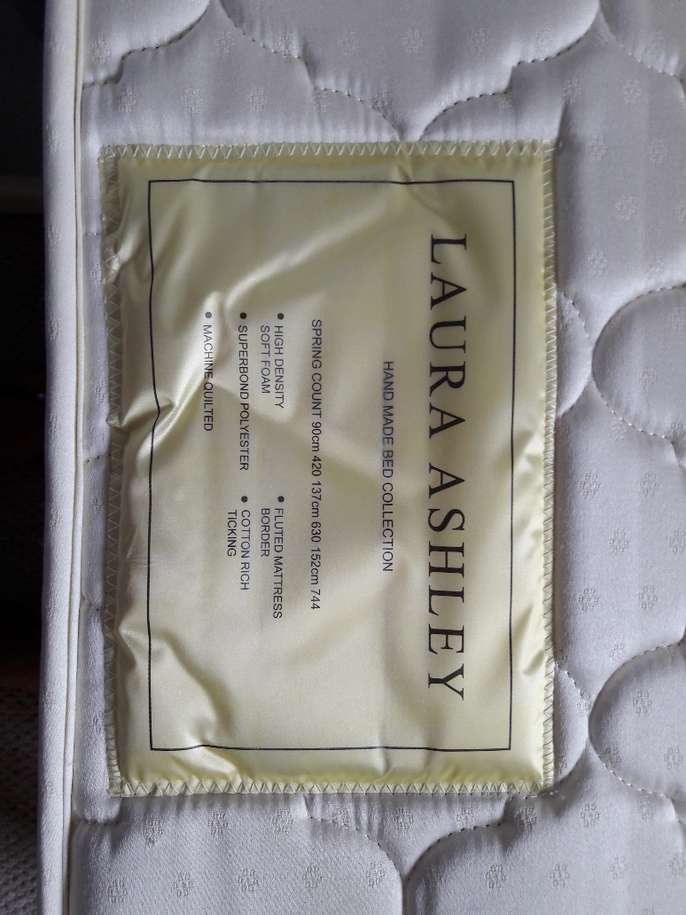 LAURA ASHLEY
HAND MADE BED COLLECTION
SPRING COUNT 90cm 420 137cm 630 152cm 744
● HIGH DENSITY
SOFT FOAM
● SUPERBOND POLYESTER
● MACHINE QUILTED
● FLUTED MATTRESS
BORDER
● COTTON RICH
TICKING